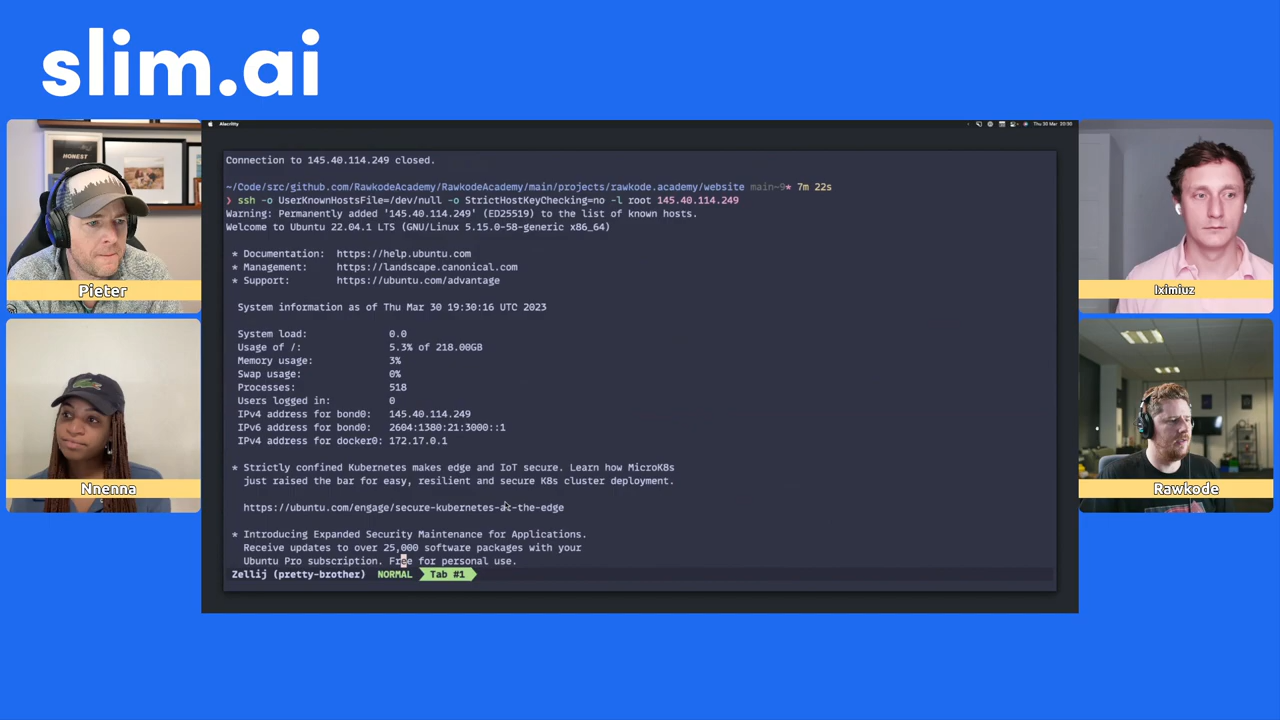 slim.ai
Alacritty
Thu 30 Mar 20:30
HONEST
Pieter
Nnenna
Iximiuz
Rawkode
Connection to 145.40.114.249 closed.
~/Code/src/github.com/RawkodeAcademy/RawkodeAcademy/main/projects/rawkode.academy/website main~9* 7m 22s
❯ ssh -o UserKnownHostsFile=/dev/null -o StrictHostKeyChecking=no -l root 145.40.114.249
Warning: Permanently added '145.40.114.249' (ED25519) to the list of known hosts.
Welcome to Ubuntu 22.04.1 LTS (GNU/Linux 5.15.0-58-generic x86_64)
* Documentation: https://help.ubuntu.com
* Management: https://landscape.canonical.com
* Support: https://ubuntu.com/advantage
System information as of Thu Mar 30 19:30:16 UTC 2023
System load: 0.0
Usage of /: 5.3% of 218.00GB
Memory usage: 3%
Swap usage: 0%
Processes: 518
Users logged in: 0
IPv4 address for bond0: 145.40.114.249
IPv6 address for bond0: 2604:1380:21:3000::1
IPv4 address for docker0: 172.17.0.1
* Strictly confined Kubernetes makes edge and IoT secure. Learn how MicroK8s
just raised the bar for easy, resilient and secure K8s cluster deployment.
https://ubuntu.com/engage/secure-kubernetes-at-the-edge
* Introducing Expanded Security Maintenance for Applications.
Receive updates to over 25,000 software packages with your
Ubuntu Pro subscription. Free for personal use.
Zellij (pretty-brother) NORMAL Tab #1